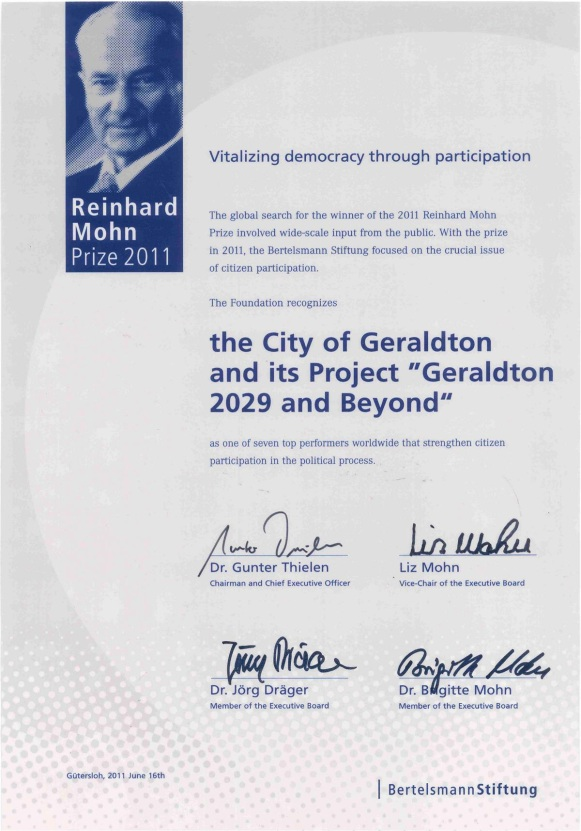 Reinhard
Mohn
Prize 2011
Vitalizing democracy through participation
The global search for the winner of the 2011 Reinhard Mohn
Prize involved wide-scale input from the public. With the prize
in 2011, the Bertelsmann Stiftung focused on the crucial issue
of citizen participation.
The Foundation recognizes
the City of Geraldton
and its Project "Geraldton
2029 and Beyond“
as one of seven top performers worldwide that strengthen citizen
participation in the political process.
Liz Mohn
Dr. Gunter Thielen
Liz Mohn
Chairman and Chief Executive Officer
Vice-Chair of the Executive Board
Brigitte Mohn
Dr. Jörg Dräger
Dr. Brigitte Mohn
Member of the Executive Board
Member of the Executive Board
Gütersloh, 2011 June 16th
BertelsmannStiftung